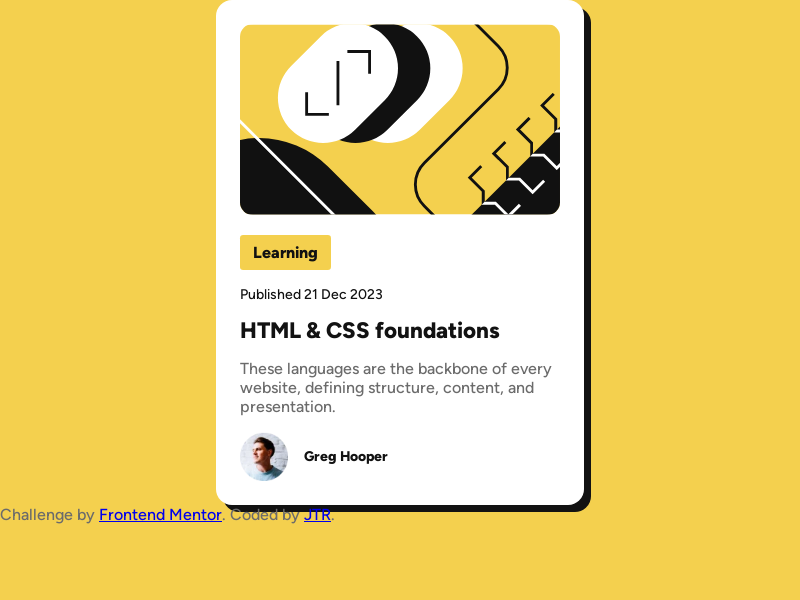 Learning
Published 21 Dec 2023
HTML & CSS foundations
These languages are the backbone of every
website, defining structure, content, and
presentation.
Greg Hooper
Challenge by Frontend Mentor. Coded by JTR.